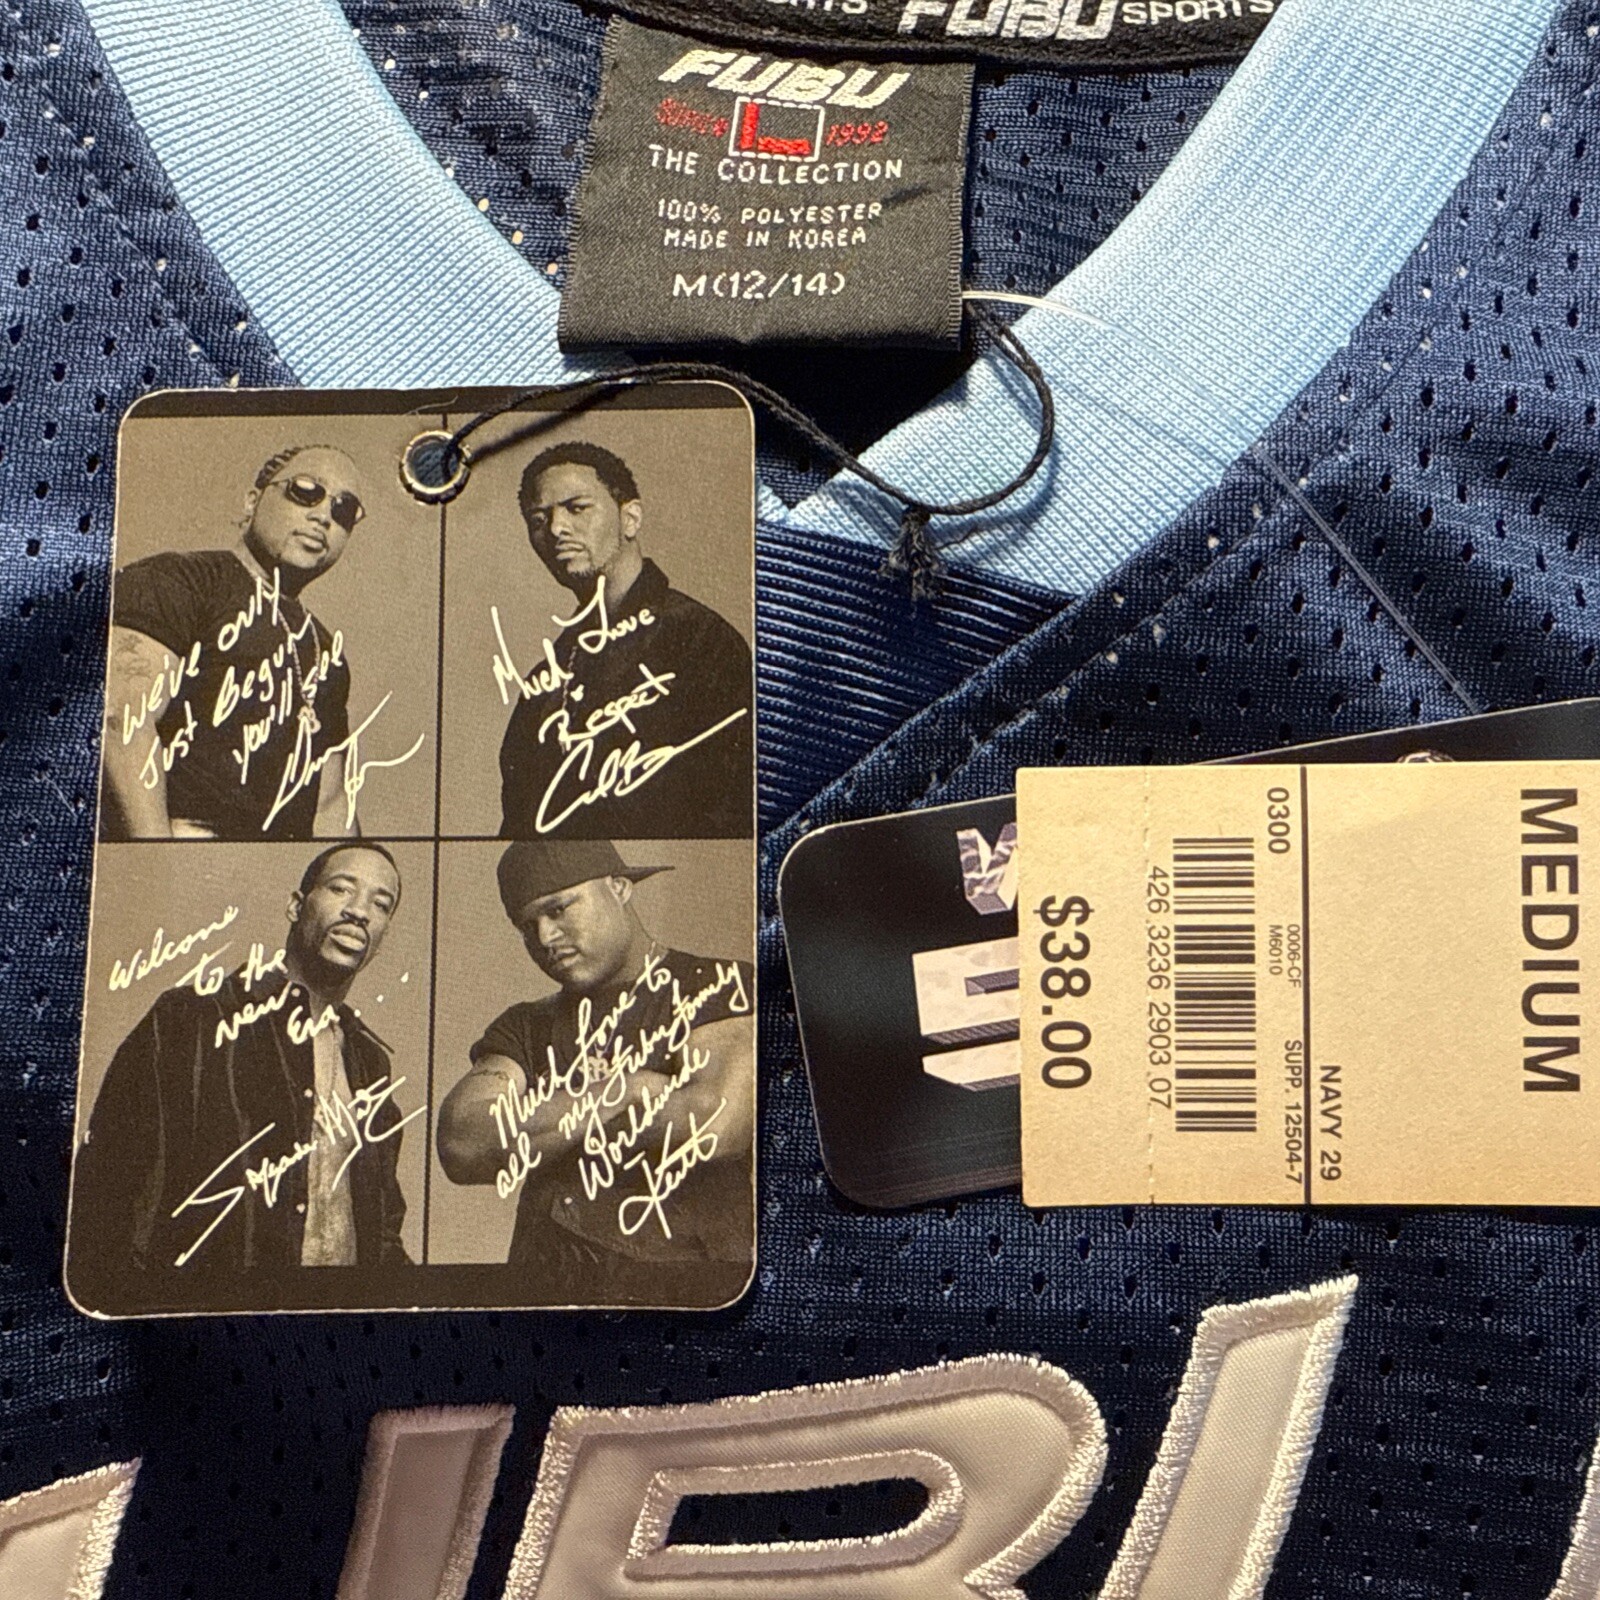 FUBU SPORTS
FUBU
SINCE 1992
L
THE COLLECTION
100% POLYESTER
MADE IN KOREA
M(12/14)
We've only
Just Begun
you'll see
Much Love
Respect
Welcome
to the
new
Era...
Much love to
all my Fubu Family
Worldwide
Keith
MEDIUM
NAVY 29
0300
0006-CF
M6010
SUPP. 12504-7
426 3236 2903 07
$38.00
UBU